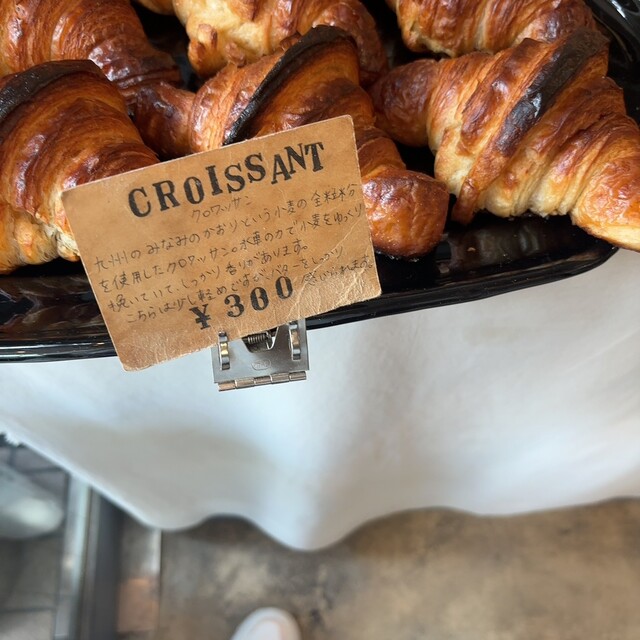 CROISSANT
クロワッサン
九州のみなみのかおりという小麦の全粒粉
を使用したクロワッサン。水車のクで小麦をゆっくり
挽いていてしっかり香りがあります。
こちらは少し軽めですがバターをしっかり
¥300